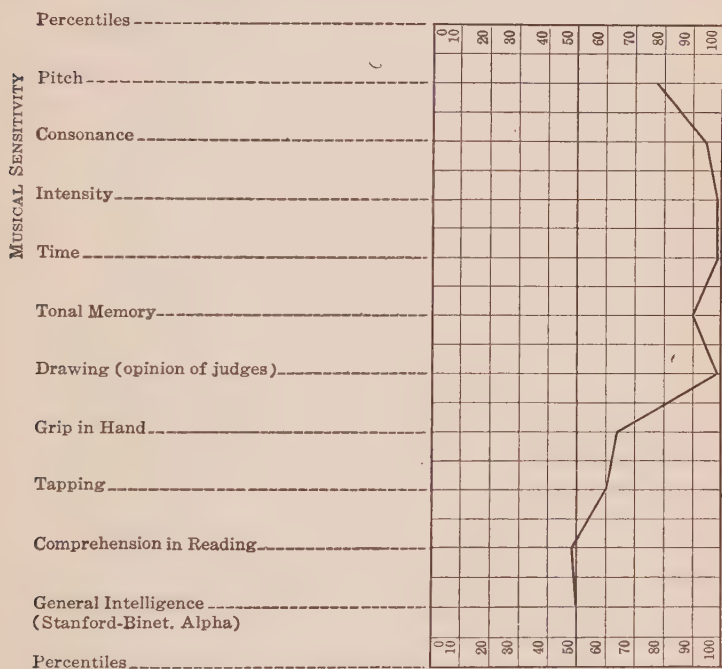 Percentiles
0 10 20 30 40 50 60 70 80 90 100
MUSICAL SENSITIVITY
Pitch
Consonance
Intensity
Time
Tonal Memory
Drawing (opinion of judges)
Grip in Hand
Tapping
Comprehension in Reading
General Intelligence
(Stanford-Binet. Alpha)
Percentiles
0 10 20 30 40 50 60 70 80 90 100